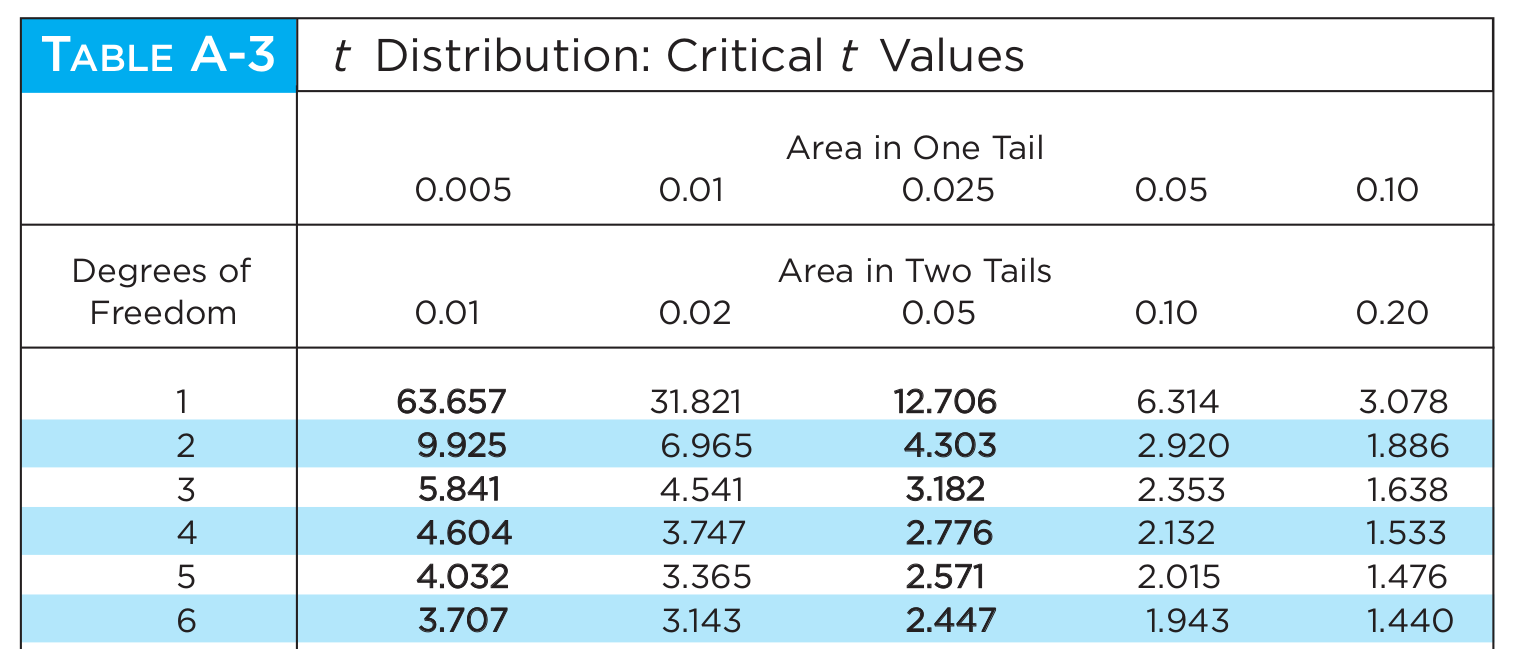 TABLE A-3 t Distribution: Critical t Values
Area in One Tail
0.005 0.01 0.025 0.05 0.10
Degrees of Area in Two Tails
Freedom 0.01 0.02 0.05 0.10 0.20
1 63.657 31.821 12.706 6.314 3.078
2 9.925 6.965 4.303 2.920 1.886
3 5.841 4.541 3.182 2.353 1.638
4 4.604 3.747 2.776 2.132 1.533
5 4.032 3.365 2.571 2.015 1.476
6 3.707 3.143 2.447 1.943 1.440